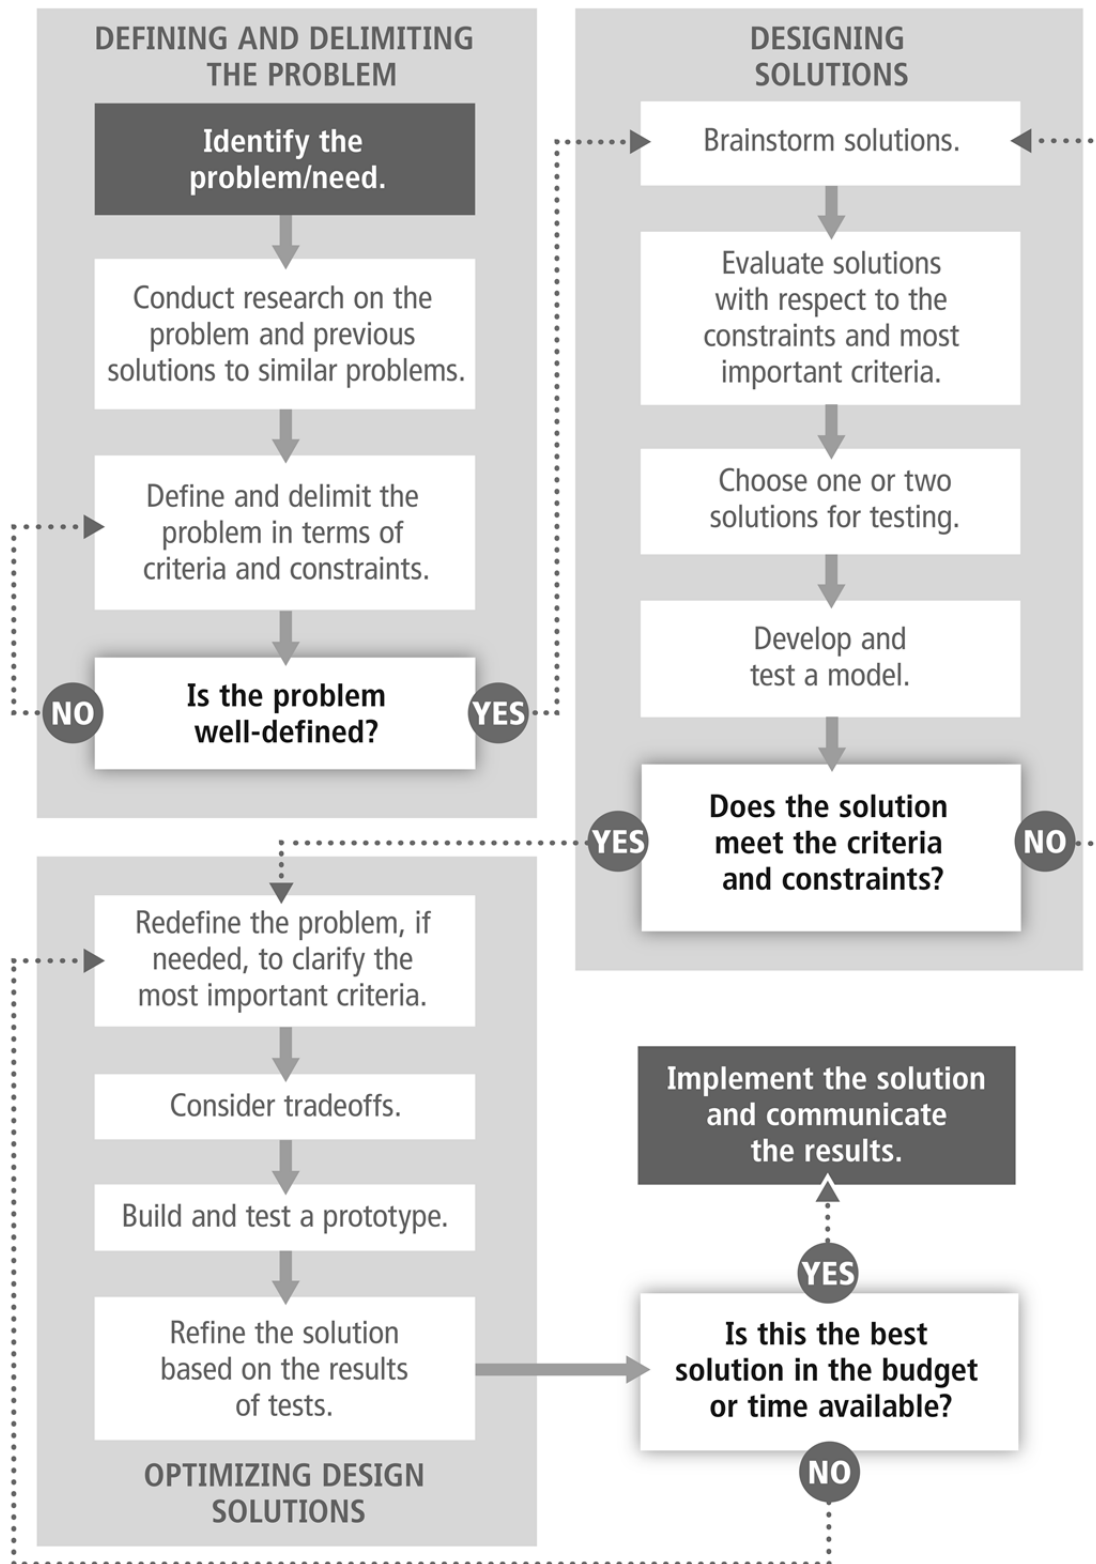 DEFINING AND DELIMITING
THE PROBLEM
Identify the
problem/need.
Conduct research on the
problem and previous
solutions to similar problems.
Define and delimit the
problem in terms of
criteria and constraints.
Is the problem
well-defined?
NO
YES
DESIGNING
SOLUTIONS
Brainstorm solutions.
Evaluate solutions
with respect to the
constraints and most
important criteria.
Choose one or two
solutions for testing.
Develop and
test a model.
Does the solution
meet the criteria
and constraints?
YES
NO
Redefine the problem, if
needed, to clarify the
most important criteria.
Consider tradeoffs.
Build and test a prototype.
Refine the solution
based on the results
of tests.
OPTIMIZING DESIGN
SOLUTIONS
Implement the solution
and communicate
the results.
YES
Is this the best
solution in the budget
or time available?
NO